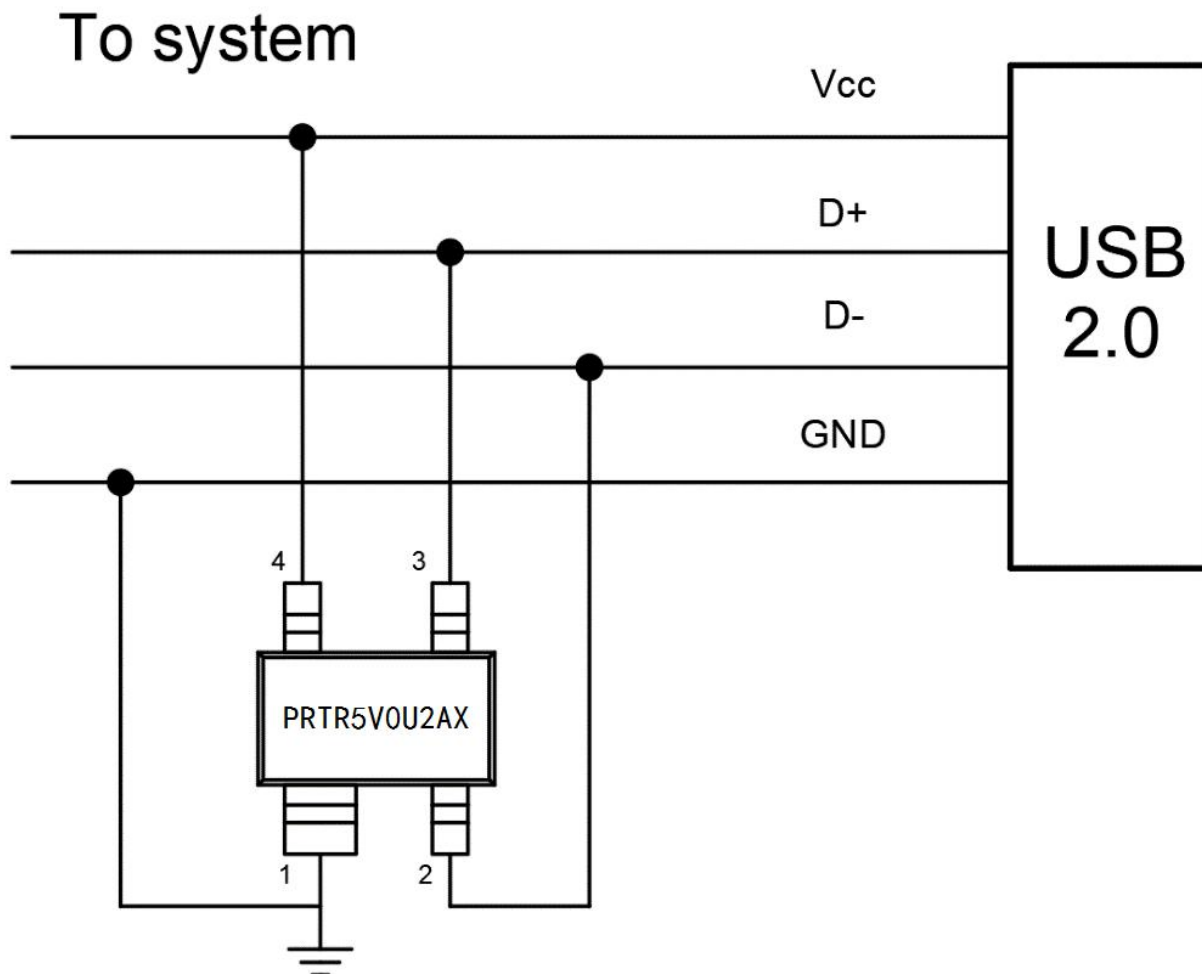 To system
Vcc
D+
USB
2.0
D-
GND
4
3
PRTR5V0U2AX
1
2